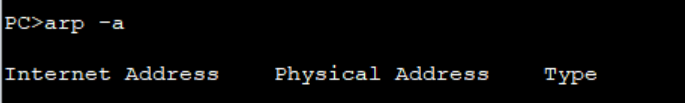 PC>arp -a
Internet Address    Physical Address    Type